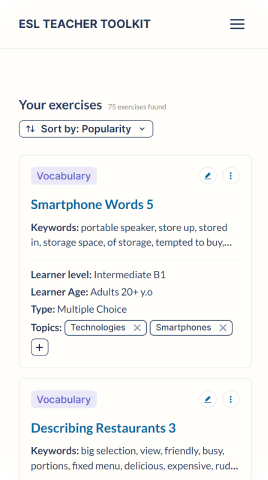 ESL TEACHER TOOLKIT
Your exercises 75 exercises found
Sort by: Popularity
Vocabulary
Smartphone Words 5
Keywords: portable speaker, store up, stored
in, storage space, of storage, tempted to buy,...
Learner level: Intermediate B1
Learner Age: Adults 20+ y.o
Type: Multiple Choice
Topics: Technologies Smartphones
Vocabulary
Describing Restaurants 3
Keywords: big selection, view, friendly, busy,
portions, fixed menu, delicious, expensive, rud...